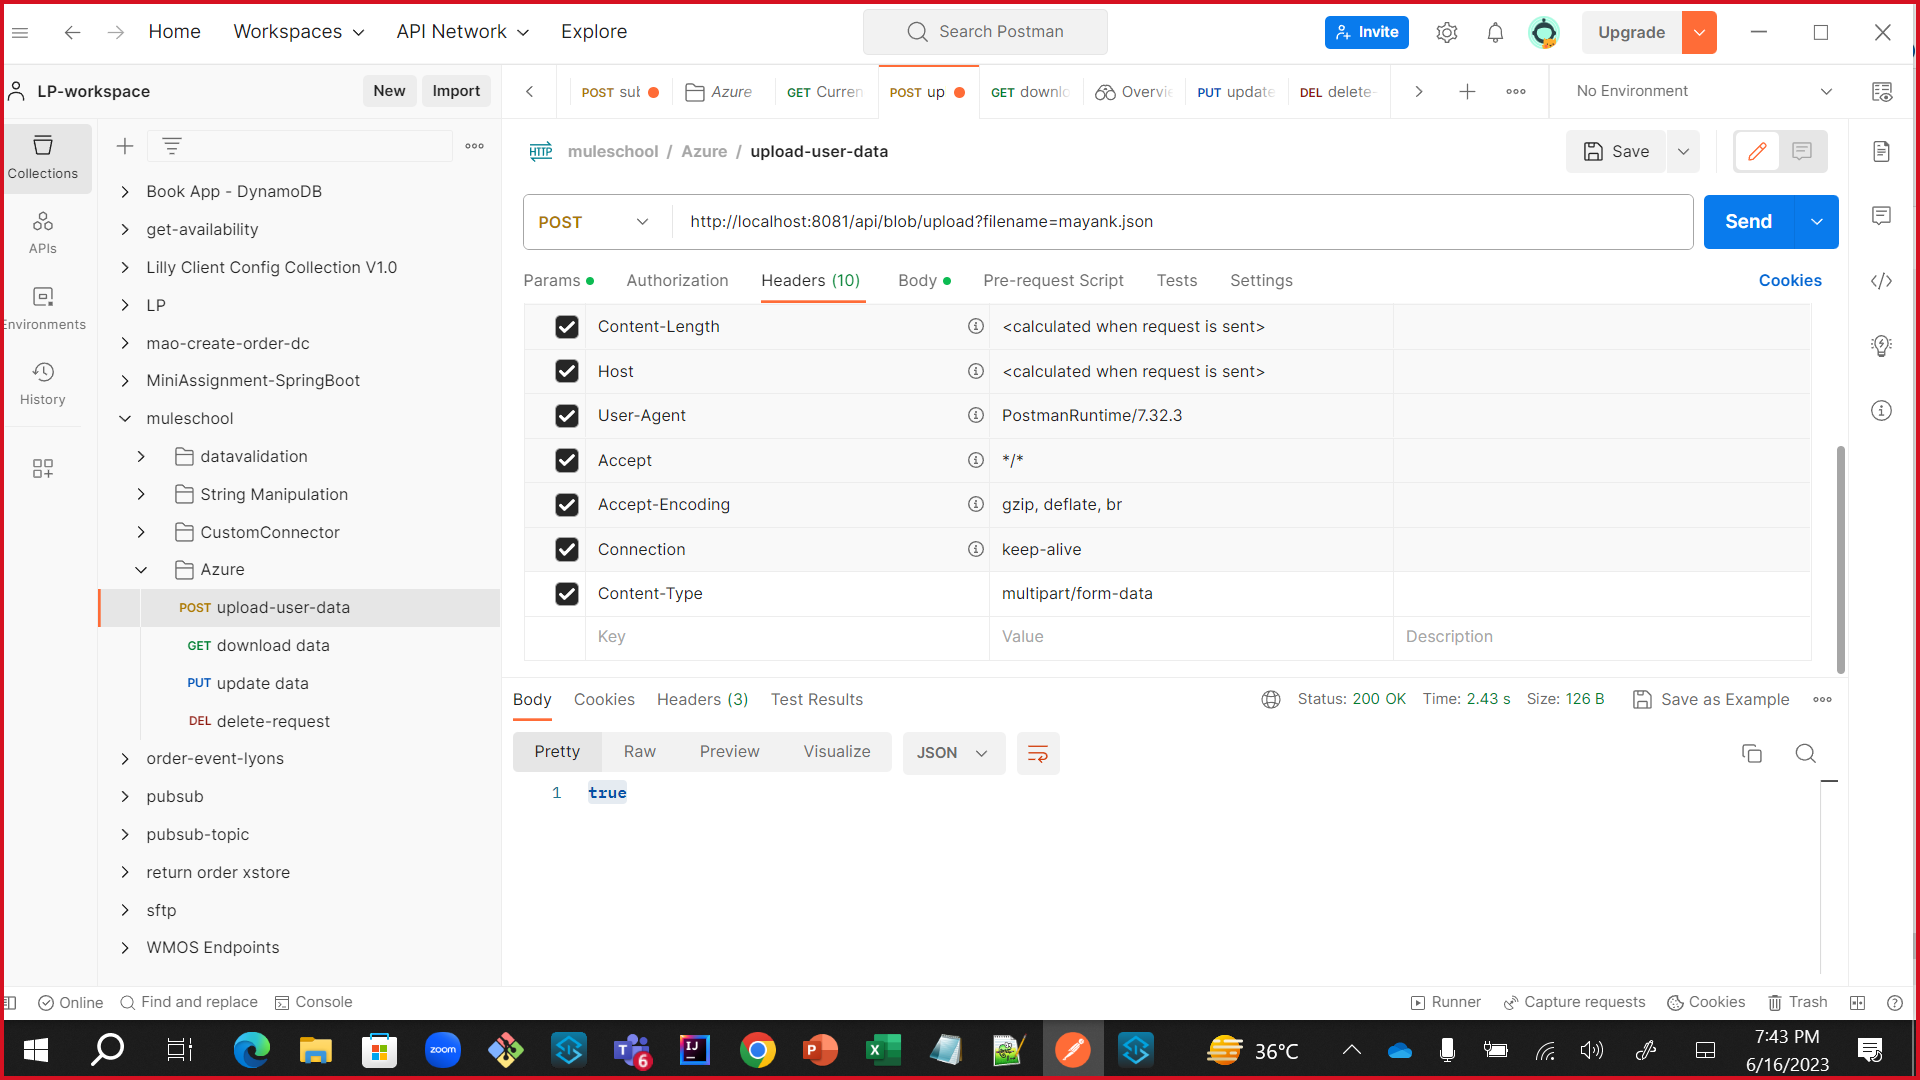 Home Workspaces API Network Explore Search Postman Invite Upgrade
LP-workspace New Import
POST sub Azure GET Curren POST up GET downlo Overvie PUT update DEL delete- No Environment
Collections
APIs
Environments
History
Book App - DynamoDB
get-availability
Lilly Client Config Collection V1.0
LP
mao-create-order-dc
MiniAssignment-SpringBoot
muleschool
datavalidation
String Manipulation
CustomConnector
Azure
POST upload-user-data
GET download data
PUT update data
DEL delete-request
order-event-lyons
pubsub
pubsub-topic
return order xstore
sftp
WMOS Endpoints
HTTP muleschool / Azure / upload-user-data Save
POST http://localhost:8081/api/blob/upload?filename=mayank.json Send
Params Authorization Headers (10) Body Pre-request Script Tests Settings Cookies
Content-Length <calculated when request is sent>
Host <calculated when request is sent>
User-Agent PostmanRuntime/7.32.3
Accept */*
Accept-Encoding gzip, deflate, br
Connection keep-alive
Content-Type multipart/form-data
Key Value Description
Body Cookies Headers (3) Test Results Status: 200 OK Time: 2.43 s Size: 126 B Save as Example
Pretty Raw Preview Visualize JSON
1 true
Online Find and replace Console Runner Capture requests Cookies Trash
zoom 6 36°C 7:43 PM
6/16/2023